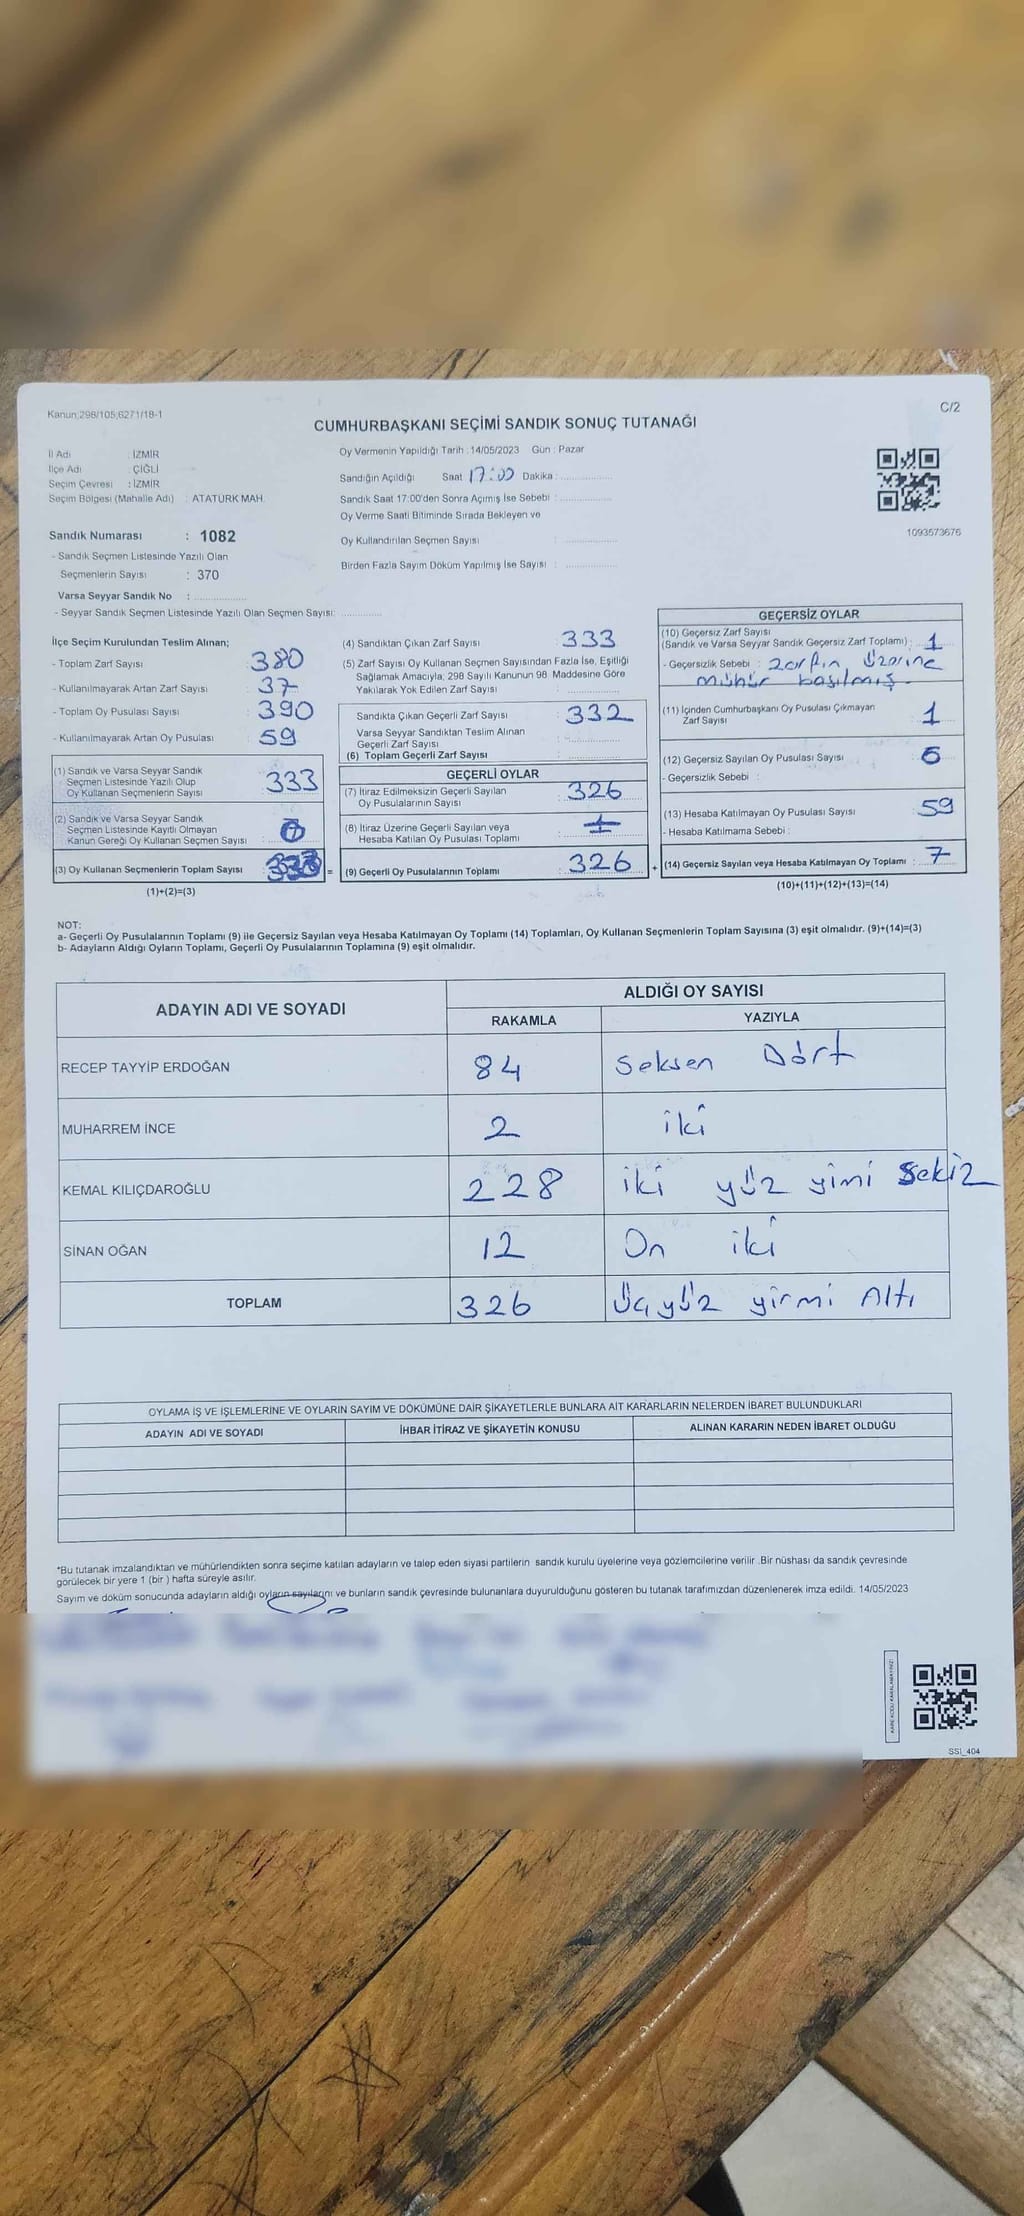 Kanun;298/105;6271/18-1
C/2
CUMHURBAŞKANI SEÇİMİ SANDIK SONUÇ TUTANAĞI
İl Adı : İZMİR
İlçe Adı : ÇİĞLİ
Seçim Çevresi : İZMİR
Seçim Bölgesi (Mahalle Adı) : ATATÜRK MAH.
Oy Vermenin Yapıldığı Tarih : 14/05/2023 Gün : Pazar
Sandığın Açıldığı Saat 17:00 Dakika :
Sandık Saat 17:00'den Sonra Açımış İse Sebebi :
Oy Verme Saati Bitiminde Sırada Bekleyen ve
Oy Kullandırılan Seçmen Sayısı :
Birden Fazla Sayım Döküm Yapılmış İse Sayısı :
1093573676
Sandık Numarası : 1082
- Sandık Seçmen Listesinde Yazılı Olan
Seçmenlerin Sayısı : 370
Varsa Seyyar Sandık No :
- Seyyar Sandık Seçmen Listesinde Yazılı Olan Seçmen Sayısı:
İlçe Seçim Kurulundan Teslim Alınan;
- Toplam Zarf Sayısı : 380
- Kullanılmayarak Artan Zarf Sayısı : 37
- Toplam Oy Pusulası Sayısı : 390
- Kullanılmayarak Artan Oy Pusulası : 59
(1) Sandık ve Varsa Seyyar Sandık
Seçmen Listesinde Yazılı Olup
Oy Kullanan Seçmenlerin Sayısı : 333
(2) Sandık ve Varsa Seyyar Sandık
Seçmen Listesinde Kayıtlı Olmayan
Kanun Gereği Oy Kullanan Seçmen Sayısı :
(3) Oy Kullanan Seçmenlerin Toplam Sayısı : 333 =
(1)+(2)=(3)
(4) Sandıktan Çıkan Zarf Sayısı : 333
(5) Zarf Sayısı Oy Kullanan Seçmen Sayısından Fazla İse, Eşitliği
Sağlamak Amacıyla; 298 Sayılı Kanunun 98 Maddesine Göre
Yakılarak Yok Edilen Zarf Sayısı :
Sandıkta Çıkan Geçerli Zarf Sayısı : 332
Varsa Seyyar Sandıktan Teslim Alınan
Geçerli Zarf Sayısı :
(6) Toplam Geçerli Zarf Sayısı :
GEÇERLİ OYLAR
(7) İtiraz Edilmeksizin Geçerli Sayılan
Oy Pusulalarının Sayısı : 326
(8) İtiraz Üzerine Geçerli Sayılan veya
Hesaba Katılan Oy Pusulası Toplamı :
(9) Geçerli Oy Pusulalarının Toplamı : 326 +
GEÇERSİZ OYLAR
(10) Geçersiz Zarf Sayısı
(Sandık ve Varsa Seyyar Sandık Geçersiz Zarf Toplamı) : 1
- Geçersizlik Sebebi : zarfın üzerine
mühür basılmış.
(11) İçinden Cumhurbaşkanı Oy Pusulası Çıkmayan
Zarf Sayısı : 1
(12) Geçersiz Sayılan Oy Pusulası Sayısı :
- Geçersizlik Sebebi :
(13) Hesaba Katılmayan Oy Pusulası Sayısı : 59
- Hesaba Katılmama Sebebi :
(14) Geçersiz Sayılan veya Hesaba Katılmayan Oy Toplamı : 7
(10)+(11)+(12)+(13)=(14)
NOT:
a- Geçerli Oy Pusulalarının Toplamı (9) ile Geçersiz Sayılan veya Hesaba Katılmayan Oy Toplamı (14) Toplamları, Oy Kullanan Seçmenlerin Toplam Sayısına (3) eşit olmalıdır. (9)+(14)=(3)
b- Adayların Aldığı Oyların Toplamı, Geçerli Oy Pusulalarının Toplamına (9) eşit olmalıdır.
ADAYIN ADI VE SOYADI
ALDIĞI OY SAYISI
RAKAMLA YAZIYLA
RECEP TAYYİP ERDOĞAN 84 seksen Dört
MUHARREM İNCE 2 iki
KEMAL KILIÇDAROĞLU 228 iki yüz yimi sekiz
SİNAN OĞAN 12 On iki
TOPLAM 326 Üçyüz yirmi Altı
OYLAMA İŞ VE İŞLEMLERİNE VE OYLARIN SAYIM VE DÖKÜMÜNE DAİR ŞİKAYETLERLE BUNLARA AİT KARARLARIN NELERDEN İBARET BULUNDUKLARI
ADAYIN ADI VE SOYADI İHBAR İTİRAZ VE ŞİKAYETİN KONUSU ALINAN KARARIN NEDEN İBARET OLDUĞU
*Bu tutanak imzalandıktan ve mühürlendikten sonra seçime katılan adayların ve talep eden siyasi partilerin sandık kurulu üyelerine veya gözlemcilerine verilir .Bir nüshası da sandık çevresinde
görülecek bir yere 1 (bir ) hafta süreyle asılır.
Sayım ve döküm sonucunda adayların aldığı oyların sayılarını ve bunların sandık çevresinde bulunanlara duyurulduğunu gösteren bu tutanak tarafımızdan düzenlenerek imza edildi. 14/05/2023
SSİ_404